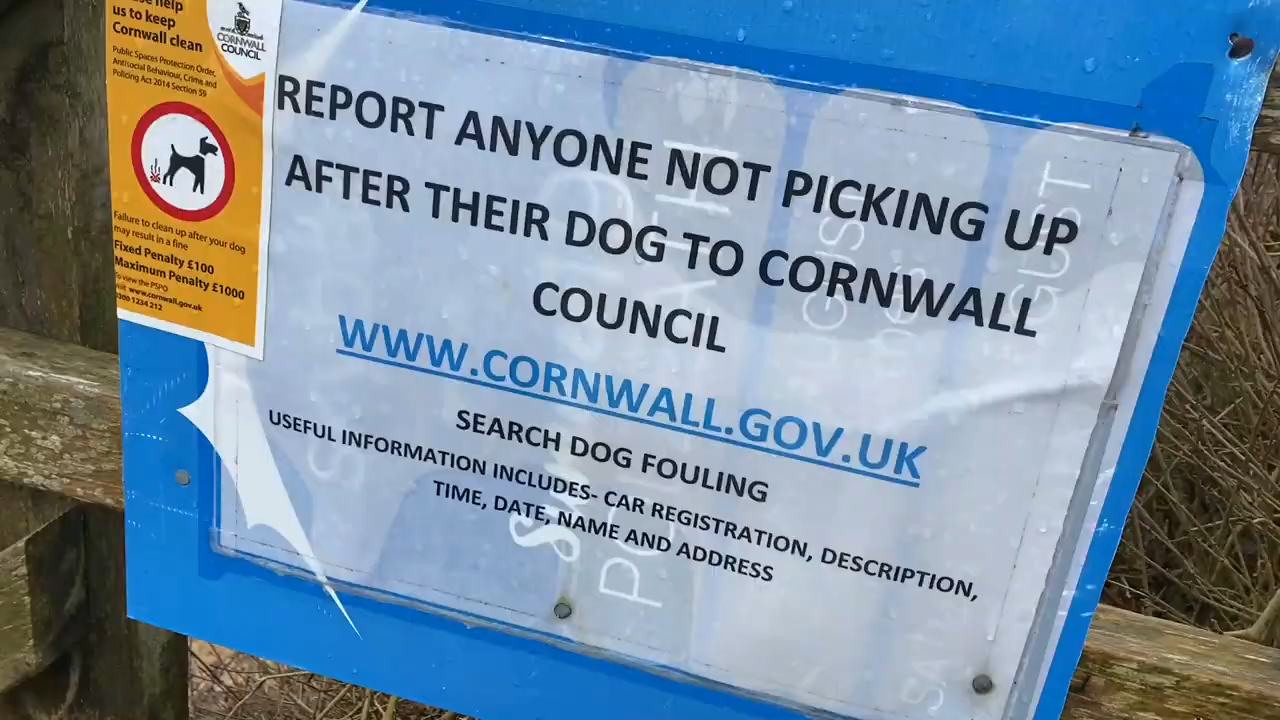 help
us to keep
Cornwall clean
CORNWALL
COUNCIL
Public Spaces Protection Order,
Antisocial Behaviour, Crime and
Policing Act 2014 Section 59
Failure to clean up after your dog
may result in a fine
Fixed Penalty £100
Maximum Penalty £1000
To view the PSPO
visit www.cornwall.gov.uk
0300 1234 212
REPORT ANYONE NOT PICKING UP
AFTER THEIR DOG TO CORNWALL
COUNCIL
WWW.CORNWALL.GOV.UK
SEARCH DOG FOULING
USEFUL INFORMATION INCLUDES- CAR REGISTRATION, DESCRIPTION,
TIME, DATE, NAME AND ADDRESS